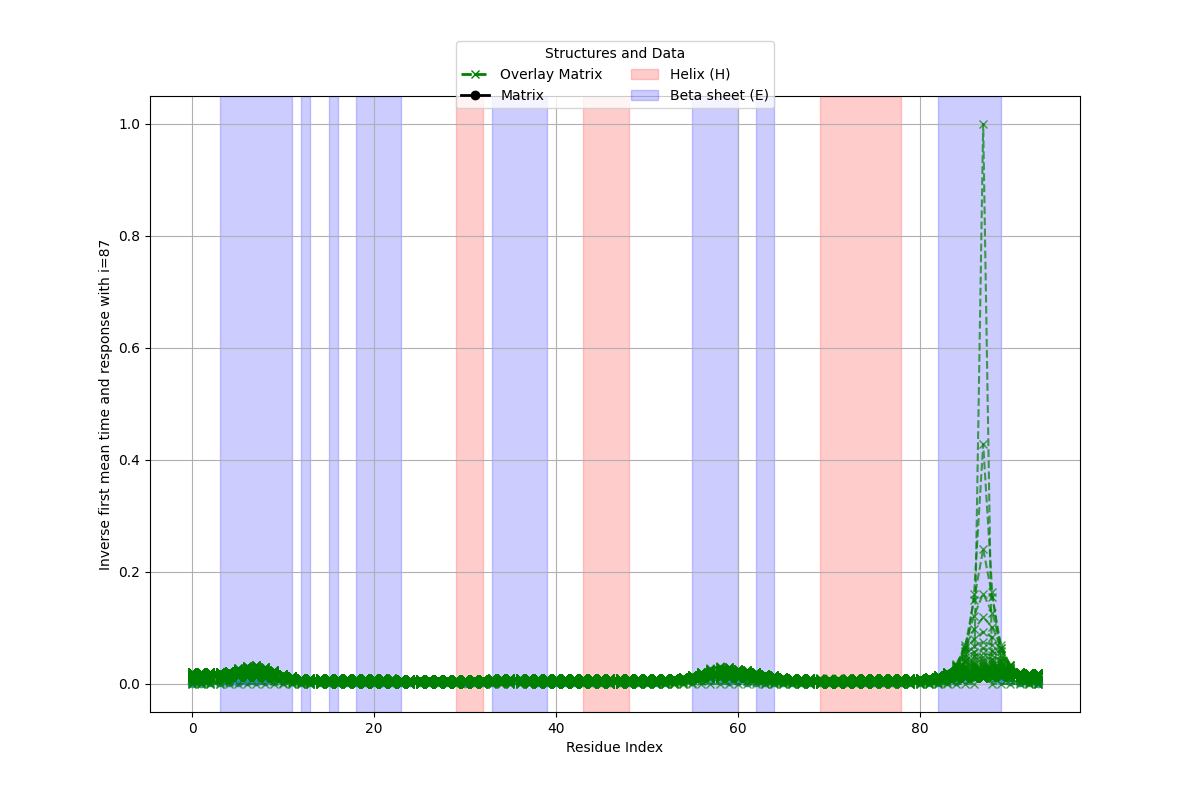 Structures and Data
Overlay Matrix
Matrix
Helix (H)
Beta sheet (E)
Inverse first mean time and response with i=87
1.0
0.8
0.6
0.4
0.2
0.0
0 20 40 60 80
Residue Index